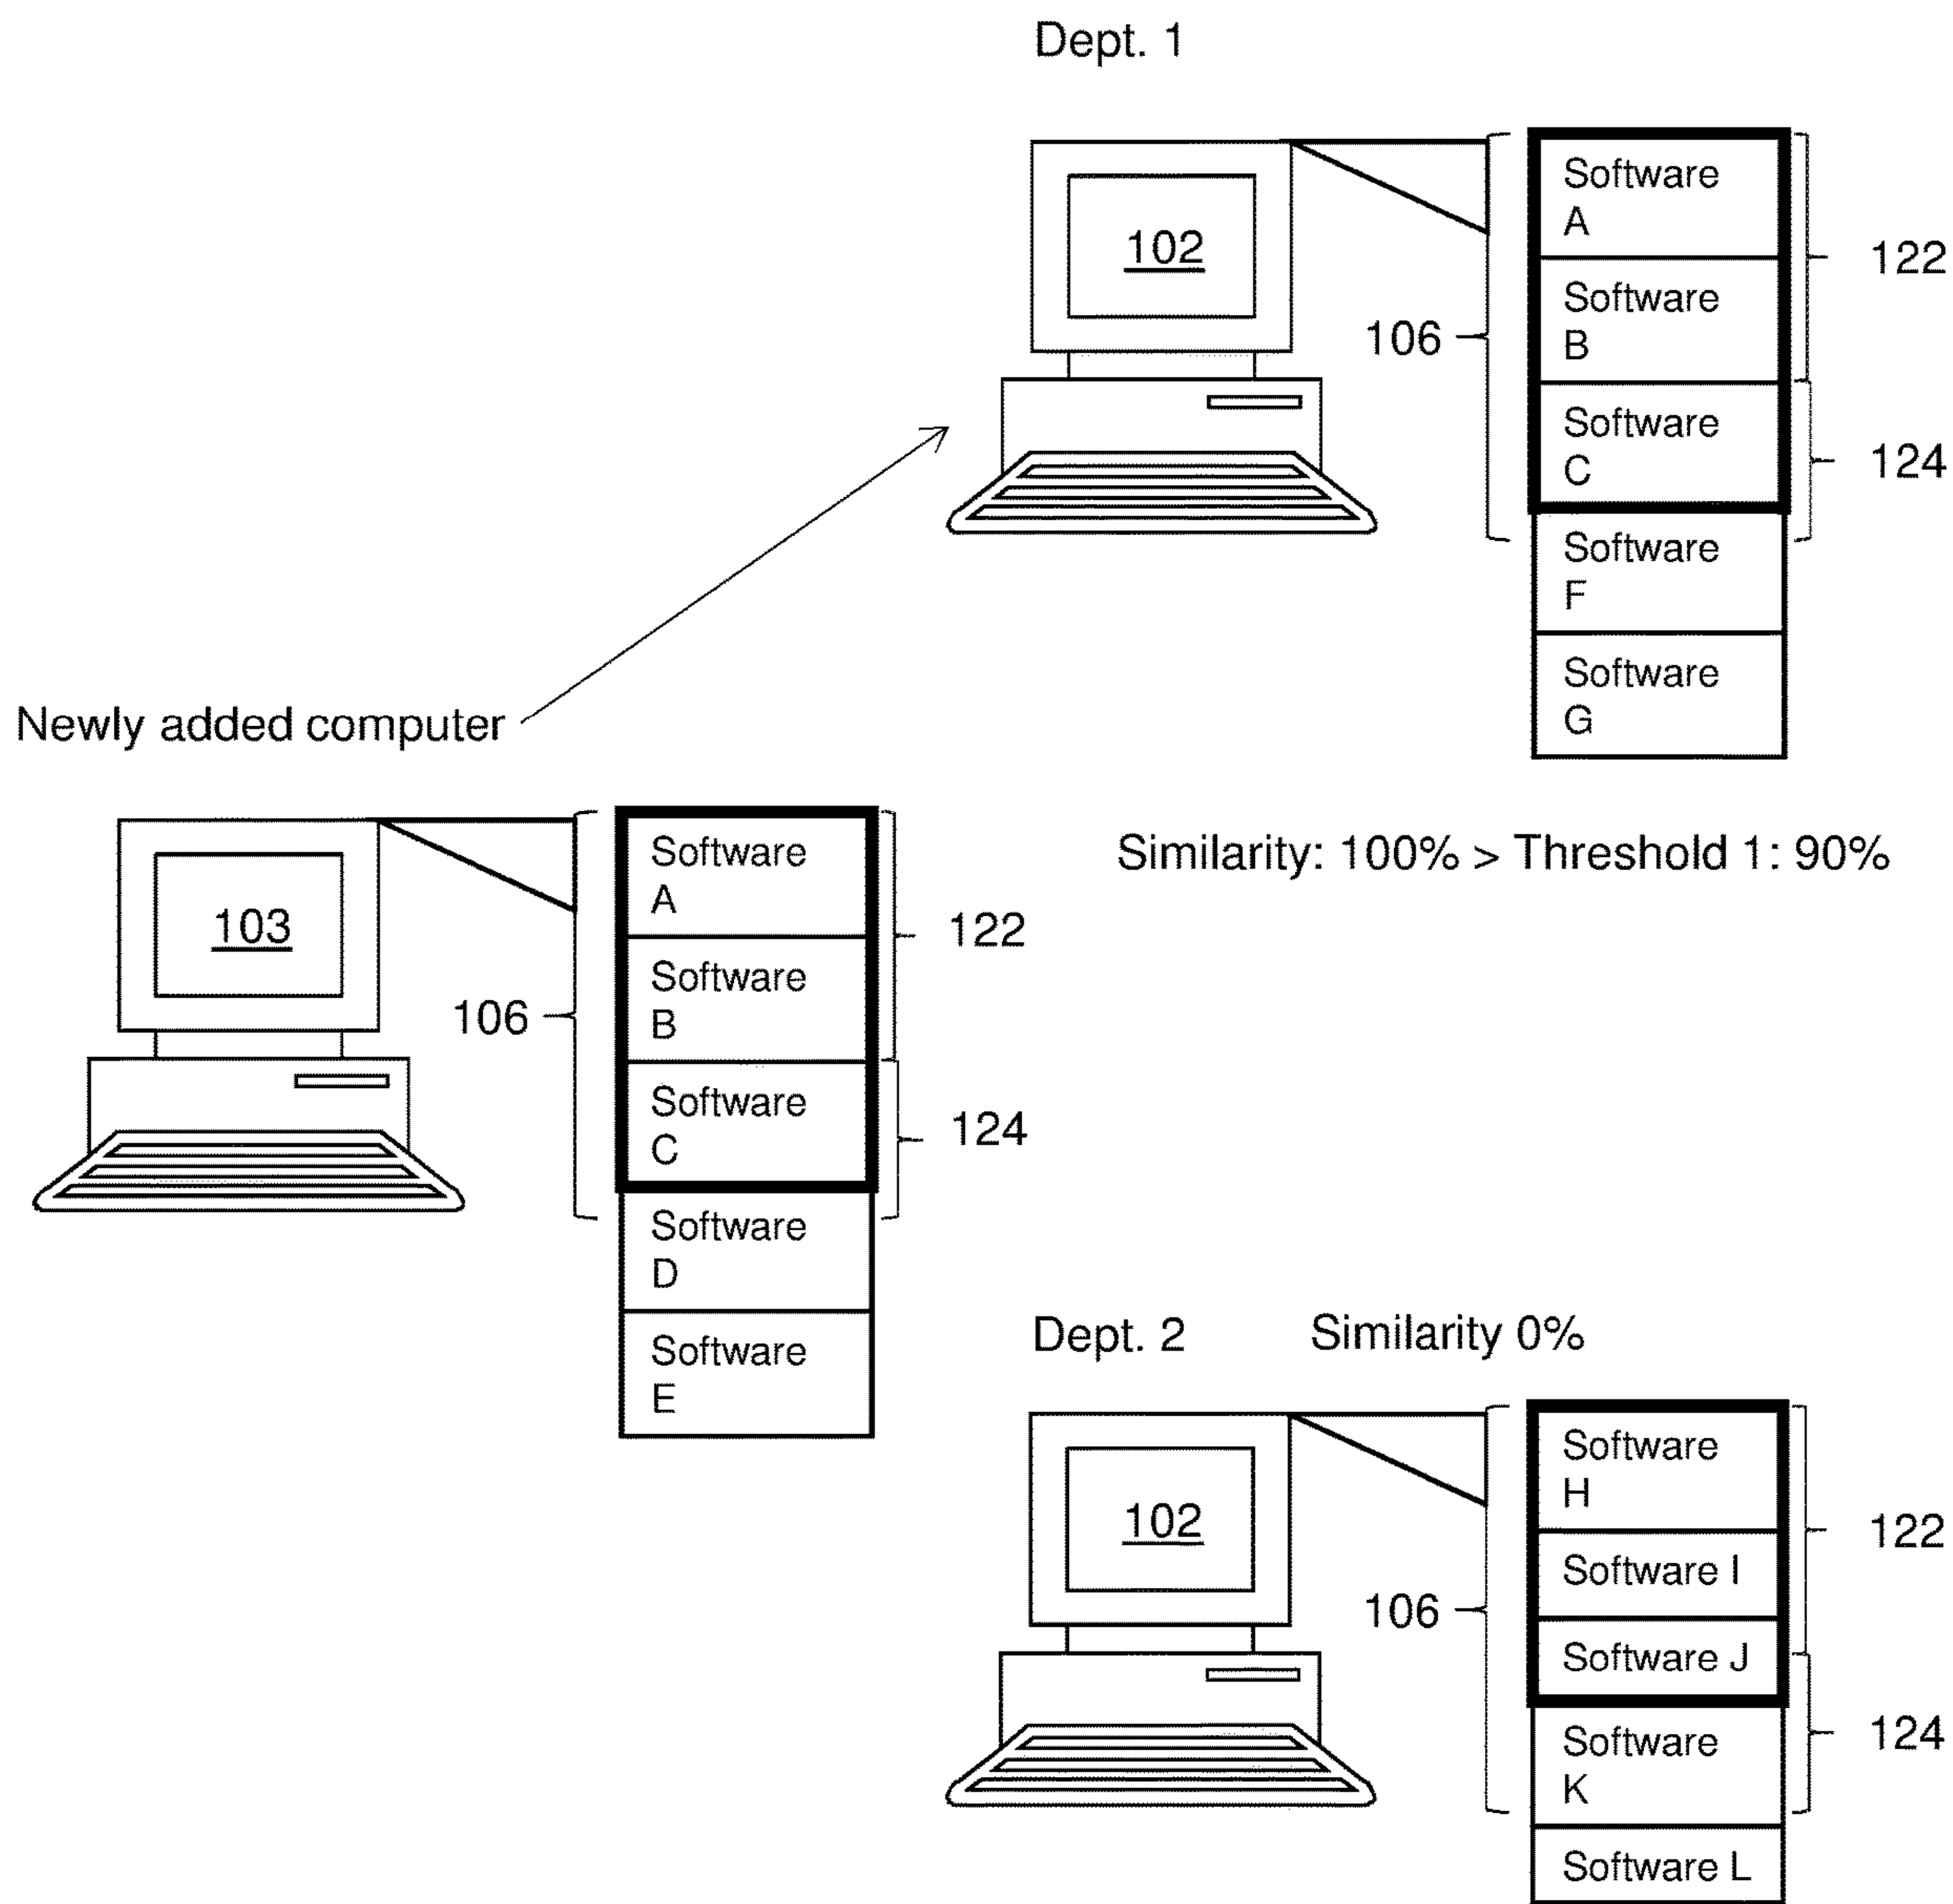 Dept. 1
102
106
Software
A
Software
B
Software
C
Software
F
Software
G
122
124
Newly added computer
Similarity: 100% > Threshold 1: 90%
103
106
Software
A
Software
B
Software
C
Software
D
Software
E
122
124
Dept. 2 Similarity 0%
102
106
Software
H
Software I
Software J
Software
K
Software L
122
124